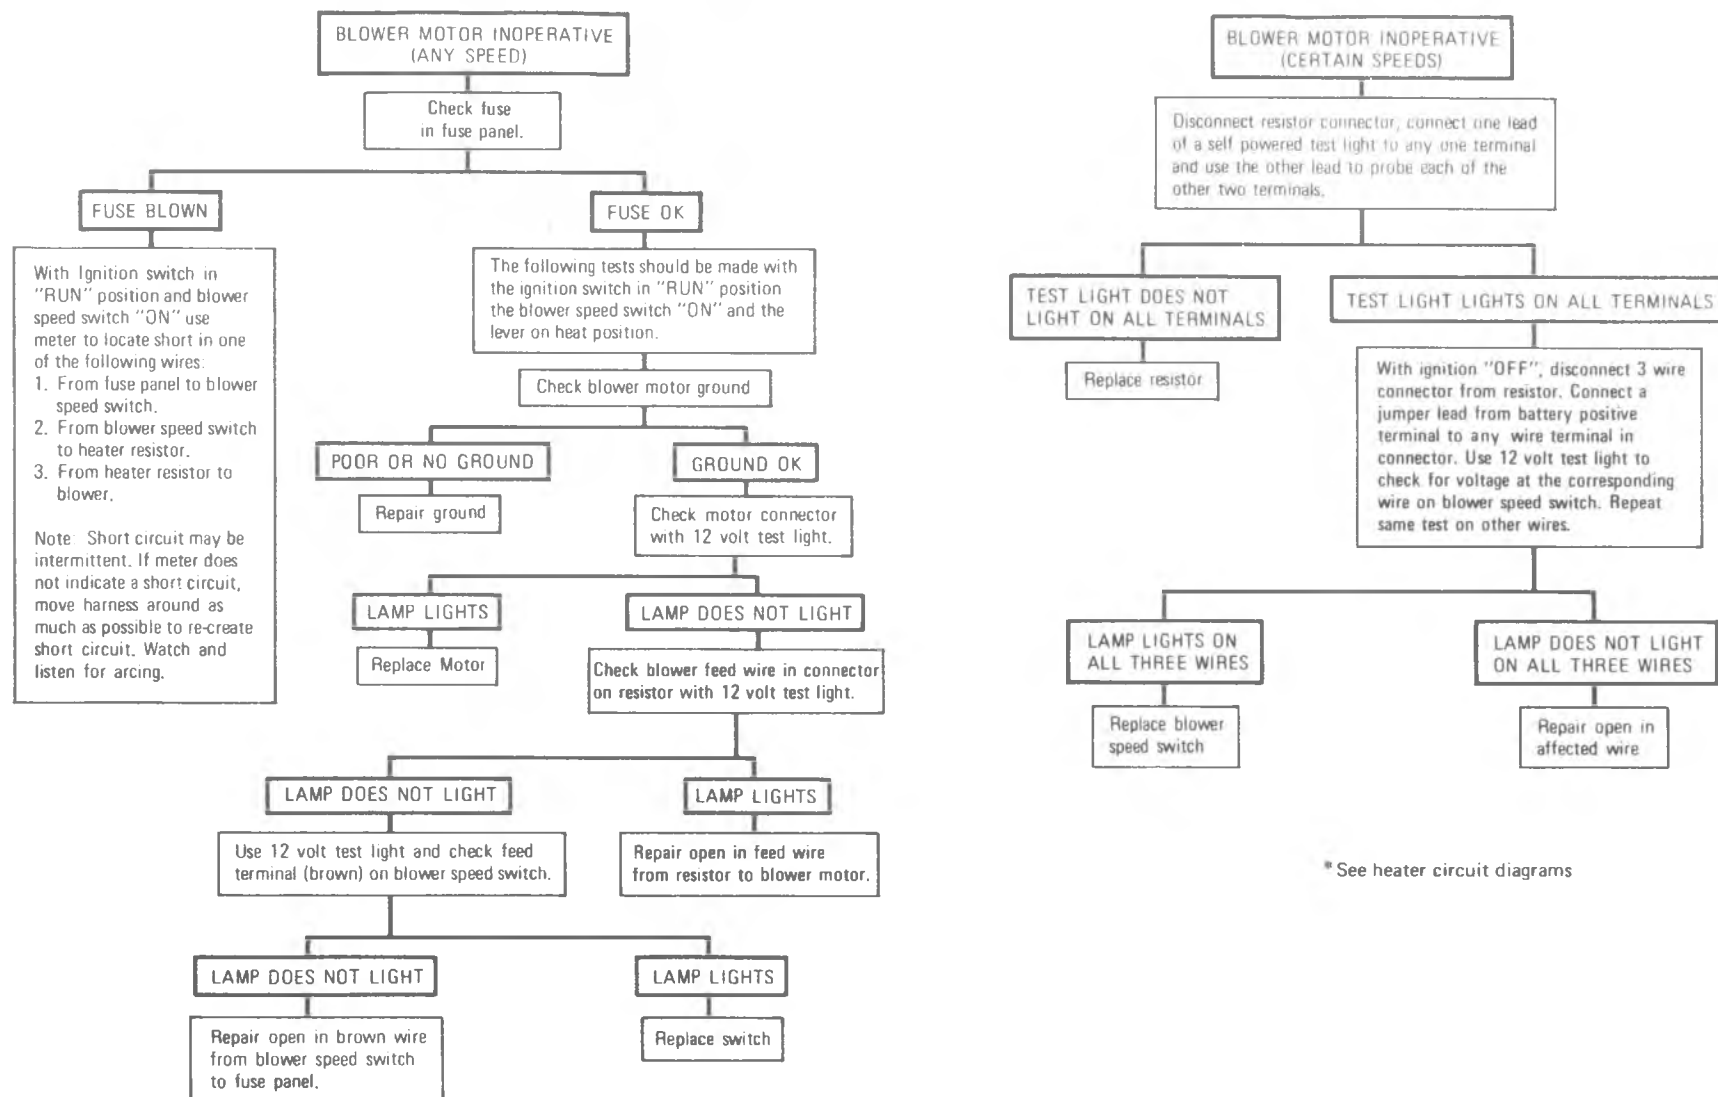 BLOWER MOTOR INOPERATIVE
(ANY SPEED)
Check fuse
in fuse panel.
FUSE BLOWN
With Ignition switch in
"RUN" position and blower
speed switch "ON" use
meter to locate short in one
of the following wires:
1. From fuse panel to blower
speed switch.
2. From blower speed switch
to heater resistor.
3. From heater resistor to
blower.
Note: Short circuit may be
intermittent. If meter does
not indicate a short circuit,
move harness around as
much as possible to re-create
short circuit. Watch and
listen for arcing.
FUSE OK
The following tests should be made with
the ignition switch in "RUN" position
the blower speed switch "ON" and the
lever on heat position.
Check blower motor ground
POOR OR NO GROUND
Repair ground
GROUND OK
Check motor connector
with 12 volt test light.
LAMP LIGHTS
Replace Motor
LAMP DOES NOT LIGHT
Check blower feed wire in connector
on resistor with 12 volt test light.
LAMP DOES NOT LIGHT
Use 12 volt test light and check feed
terminal (brown) on blower speed switch.
LAMP LIGHTS
Repair open in feed wire
from resistor to blower motor.
LAMP DOES NOT LIGHT
Repair open in brown wire
from blower speed switch
to fuse panel.
LAMP LIGHTS
Replace switch
BLOWER MOTOR INOPERATIVE
(CERTAIN SPEEDS)
Disconnect resistor connector, connect one lead
of a self powered test light to any one terminal
and use the other lead to probe each of the
other two terminals.
TEST LIGHT DOES NOT
LIGHT ON ALL TERMINALS
Replace resistor
TEST LIGHT LIGHTS ON ALL TERMINALS
With ignition "OFF", disconnect 3 wire
connector from resistor. Connect a
jumper lead from battery positive
terminal to any wire terminal in
connector. Use 12 volt test light to
check for voltage at the corresponding
wire on blower speed switch. Repeat
same test on other wires.
LAMP LIGHTS ON
ALL THREE WIRES
Replace blower
speed switch
LAMP DOES NOT LIGHT
ON ALL THREE WIRES
Repair open in
affected wire
* See heater circuit diagrams